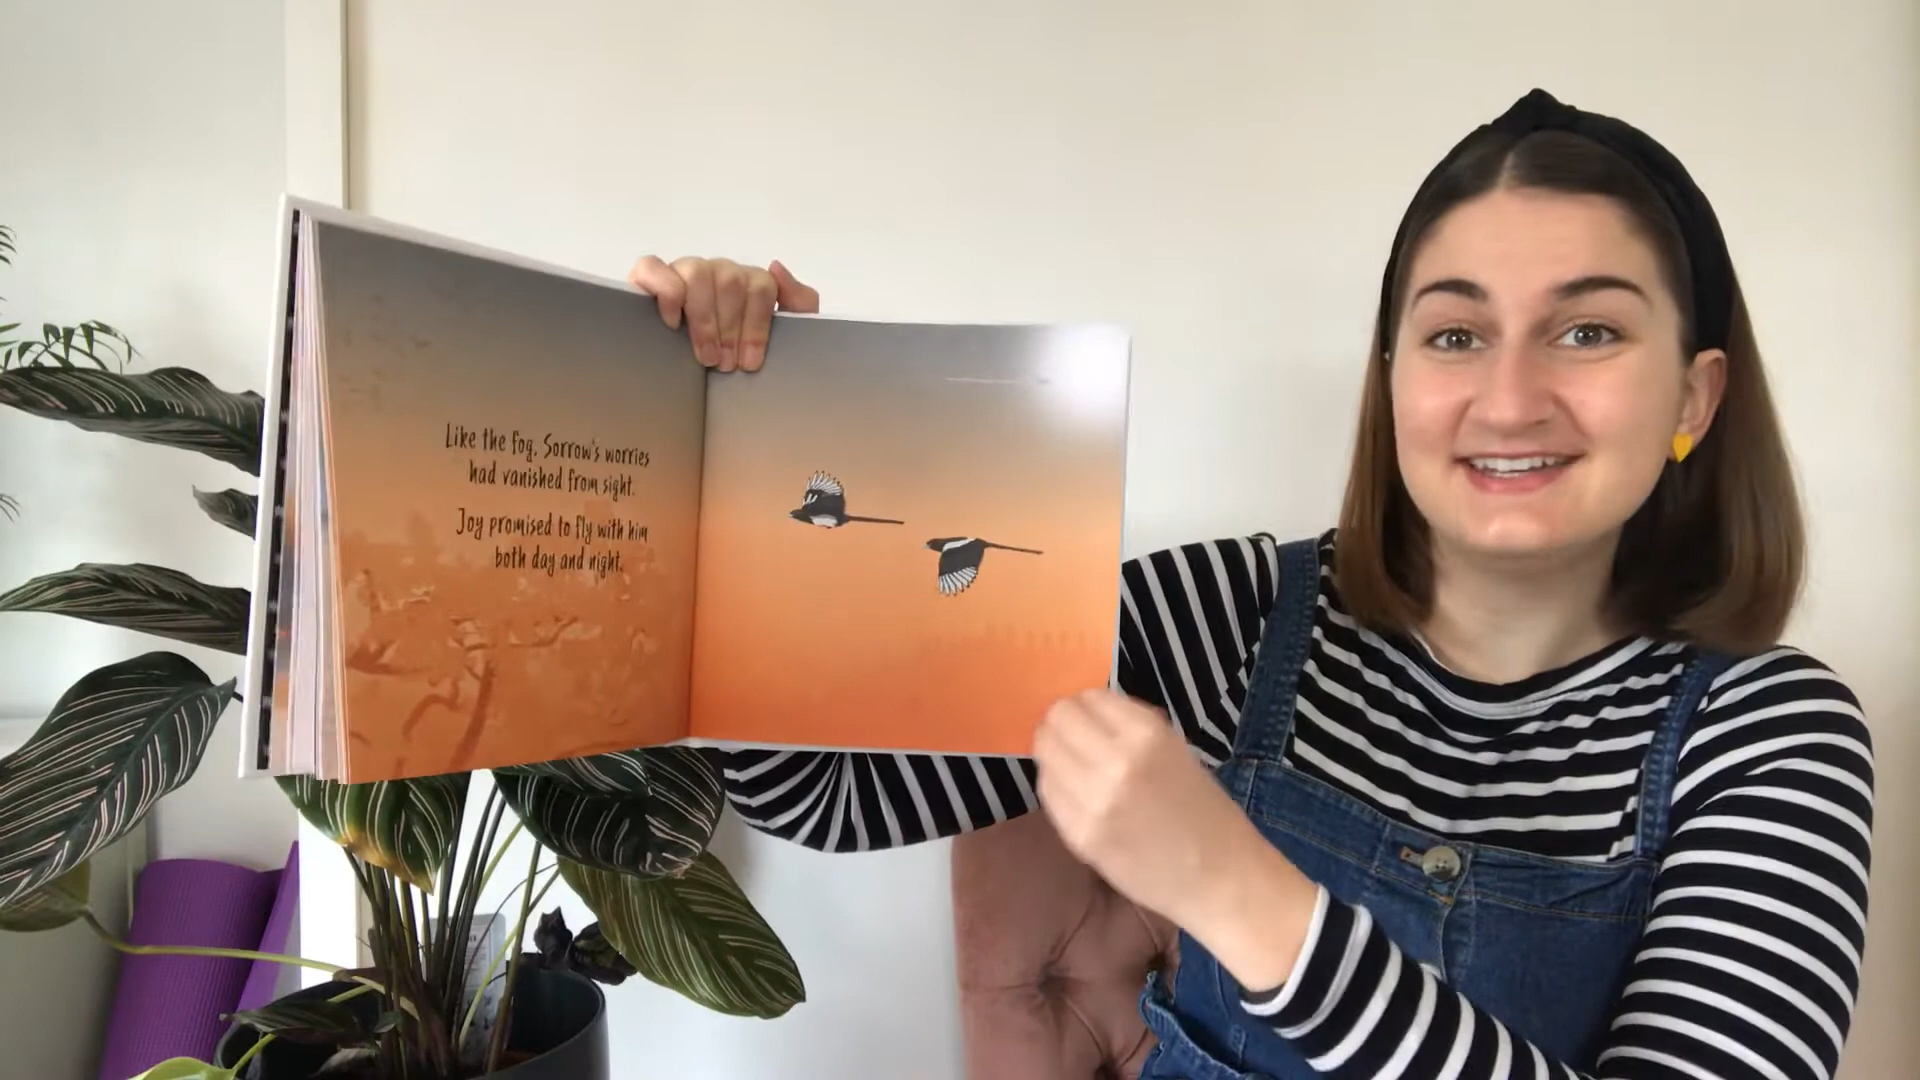 Like the fog, Sorrow's worries
had vanished from sight.
Joy promised to fly with him
both day and night.